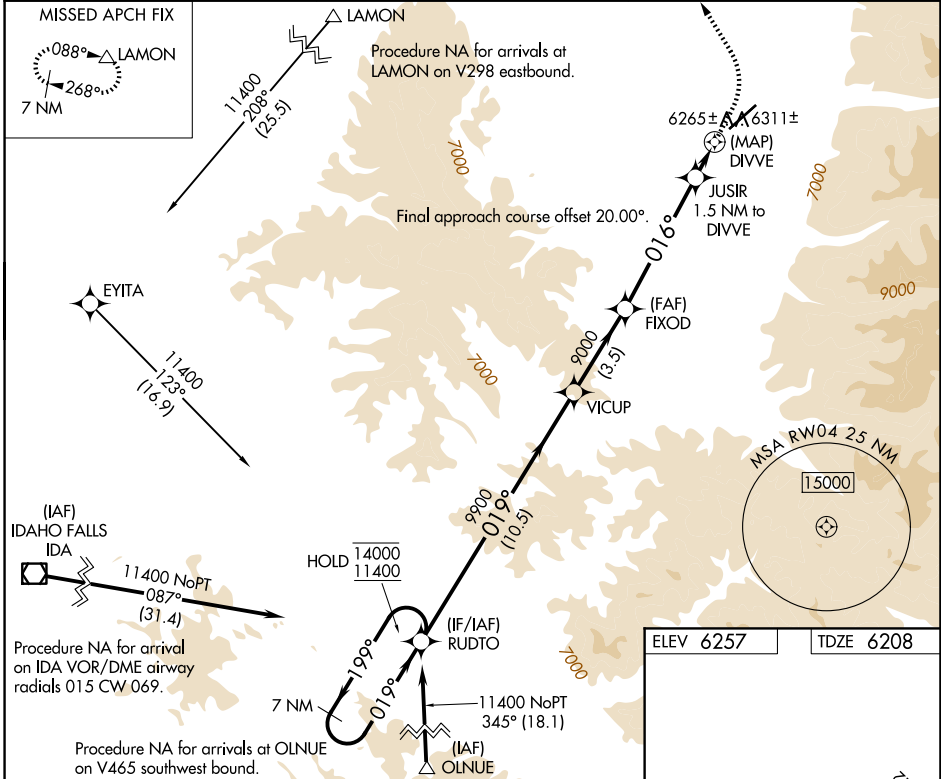 MISSED APCH FIX
088°
LAMON
268°
7 NM
LAMON
Procedure NA for arrivals at
LAMON on V298 eastbound.
11400
208°
(25.5)
7000
6265±
6311±
(MAP)
DIVVE
JUSIR
1.5 NM to
DIVVE
7000
Final approach course offset 20.00°.
016°
EYITA
11400
123°
(16.9)
(FAF)
FIXOD
9000
9000
(3.5)
7000
VICUP
MSA RW04 25 NM
15000
9900
019°
(10.5)
(IAF)
IDAHO FALLS
IDA
11400 NoPT
087°
(31.4)
HOLD
14000
11400
(IF/IAF)
RUDTO
199°
019°
7 NM
7000
Procedure NA for arrival
on IDA VOR/DME airway
radials 015 CW 069.
11400 NoPT
345° (18.1)
(IAF)
OLNUE
Procedure NA for arrivals at OLNUE
on V465 southwest bound.
ELEV 6257
TDZE 6208